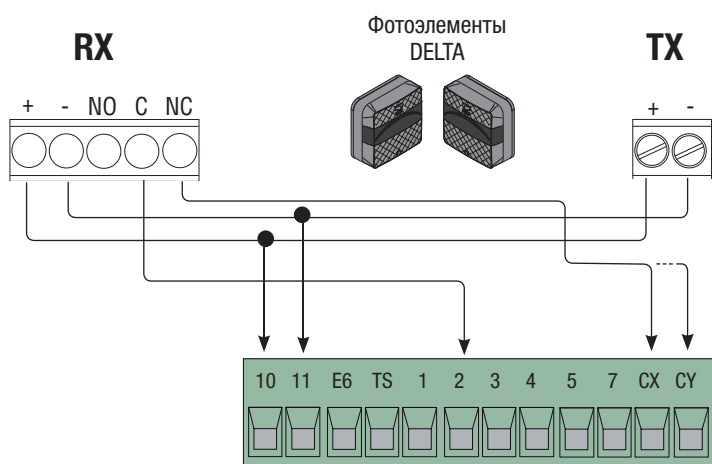 Фотоэлементы
DELTA
RX
TX
+ - NO C NC
+ -
10 11 E6 TS 1 2 3 4 5 7 CX CY